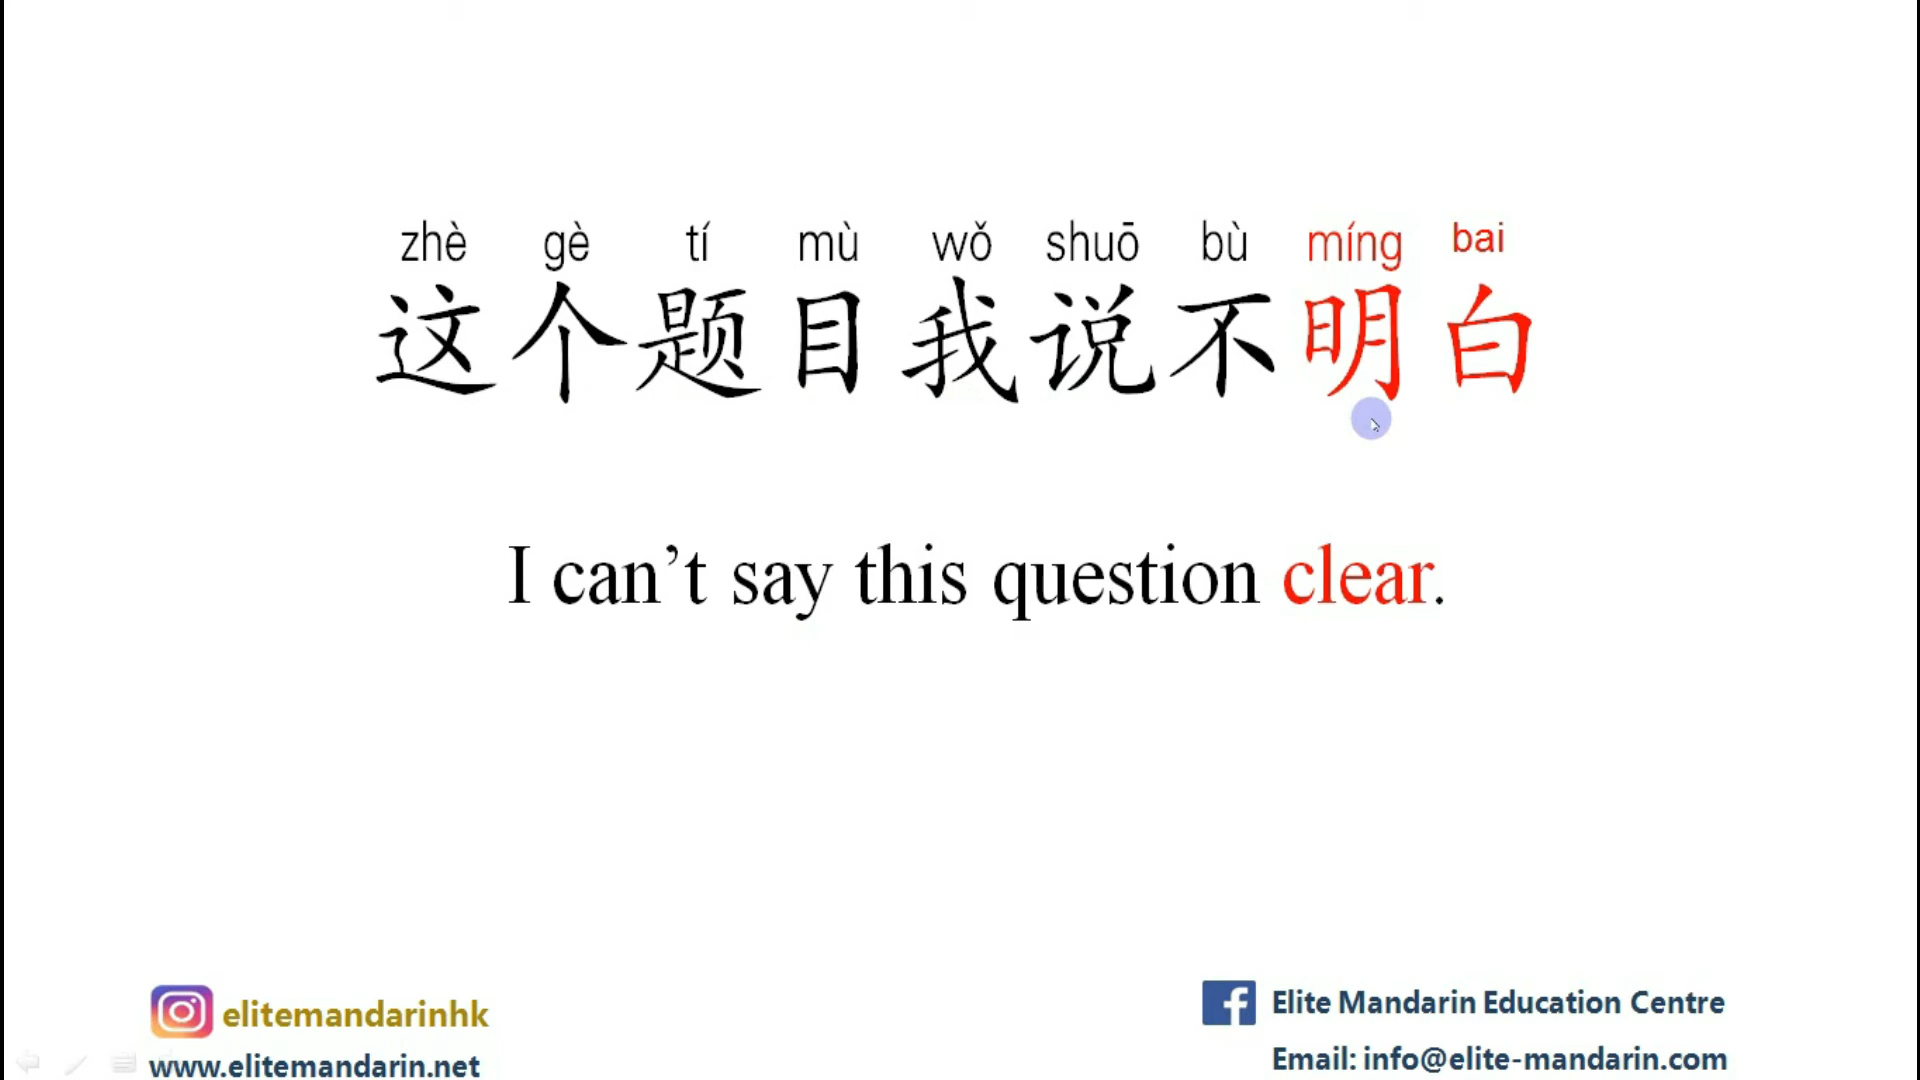 zhè gè tí mù wǒ shuō bù míng bai
这个题目我说不明白
I can't say this question clear.
elitemandarinhk
www.elitemandarin.net
Elite Mandarin Education Centre
Email: info@elite-mandarin.com